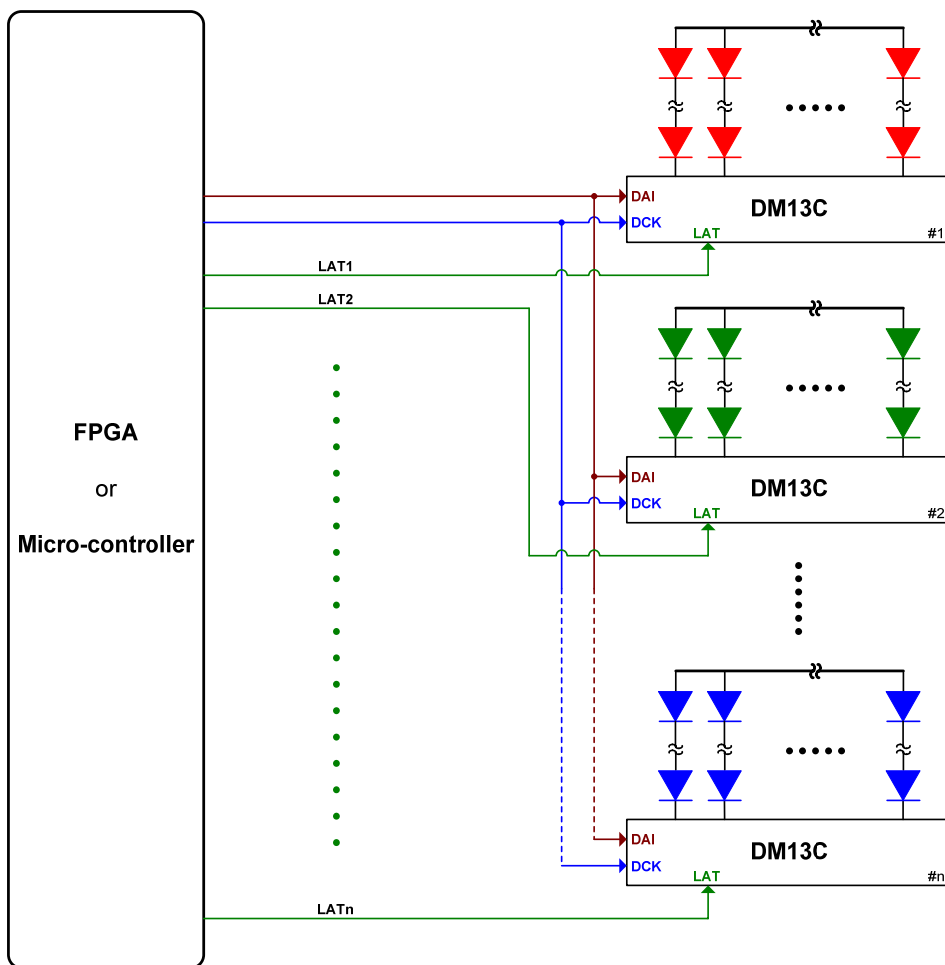 FPGA
or
Micro-controller
LAT1
LAT2
LATn
DAI
DCK
DM13C
LAT
#1
DAI
DCK
DM13C
LAT
#2
DAI
DCK
DM13C
LAT
#n